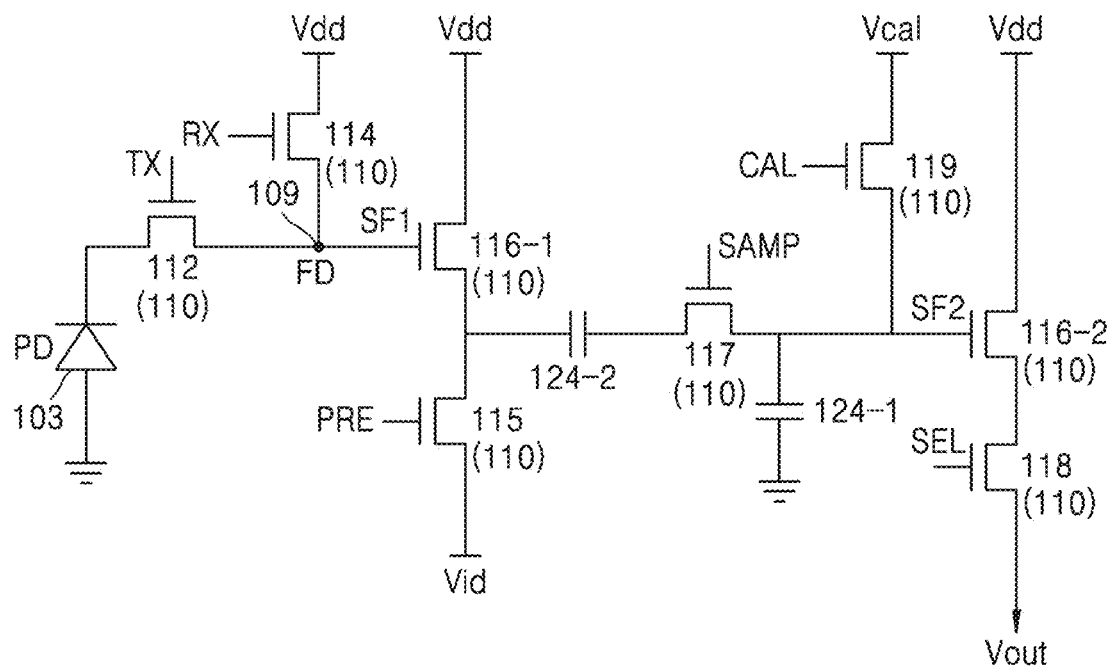 Vdd
Vdd
Vcal
Vdd
RX
114
(110)
TX
CAL
119
(110)
109
SF1
FD
116-1
(110)
SAMP
112
(110)
SF2
116-2
(110)
PD
103
124-2
117
(110)
PRE
115
(110)
124-1
SEL
118
(110)
Vid
Vout